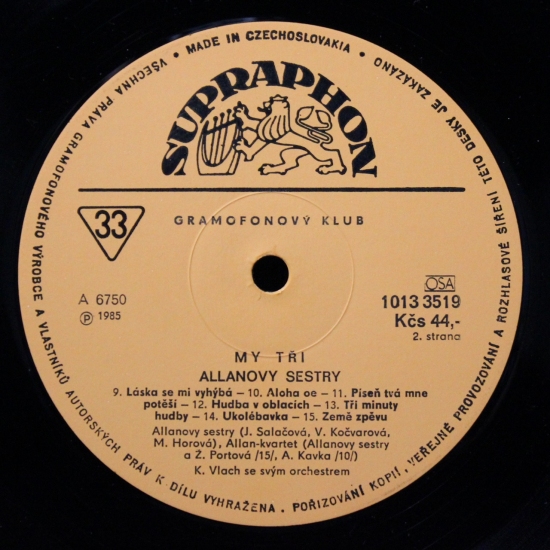 VŠECHNA PRÁVA GRAMOFONOVÉHO VÝROBCE A VLASTNÍKŮ AUTORSKÝCH PRÁV K DÍLU VYHRAŽENA • POŘIZOVÁNÍ KOPIÍ, VEŘEJNÉ PROVOZOVÁNÍ A ROZHLASOVÉ ŠÍŘENÍ TÉTO DESKY JE ZAKÁZÁNO •
MADE IN CZECHOSLOVAKIA •
SUPRAPHON
33
GRAMOFONOVÝ KLUB
A 6750
Ⓟ 1985
OSA
1013 3519
Kčs 44,-
2. strana
MY TŘI
ALLANOVY SESTRY
9. Láska se mi vyhýbá – 10. Aloha oe – 11. Píseň tvá mne
potěší – 12. Hudba v oblacích – 13. Tři minuty
hudby – 14. Ukolébavka – 15. Země zpěvu
Allanovy sestry (J. Salačová, V. Kočvarová,
M. Horová), Allan-kvartet (Allanovy sestry
a Ž. Portová /15/, A. Kavka /10/)
K. Vlach se svým orchestrem